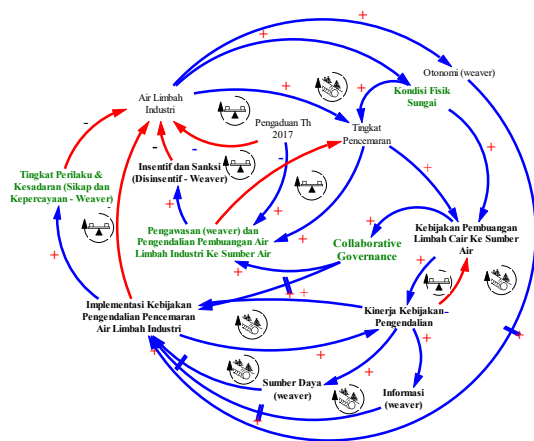 Otonomi (weaver)
Air Limbah
Industri
Kondisi Fisik
Sungai
Pengaduan Th
2017
Tingkat
Pencemaran
Insentif dan Sanksi
(Disinsentif - Weaver)
Tingkat Perilaku &
Kesadaran (Sikap dan
Kepercayaan - Weaver)
Pengawasan (weaver) dan
Pengendalian Pembuangan Air
Limbah Industri Ke Sumber Air
Collaborative
Governance
Kebijakan Pembuangan
Limbah Cair Ke Sumber
Air
Implementasi Kebijakan
Pengendalian Pencemaran
Air Limbah Industri
Kinerja Kebijakan
Pengendalian
Sumber Daya
(weaver)
Informasi
(weaver)